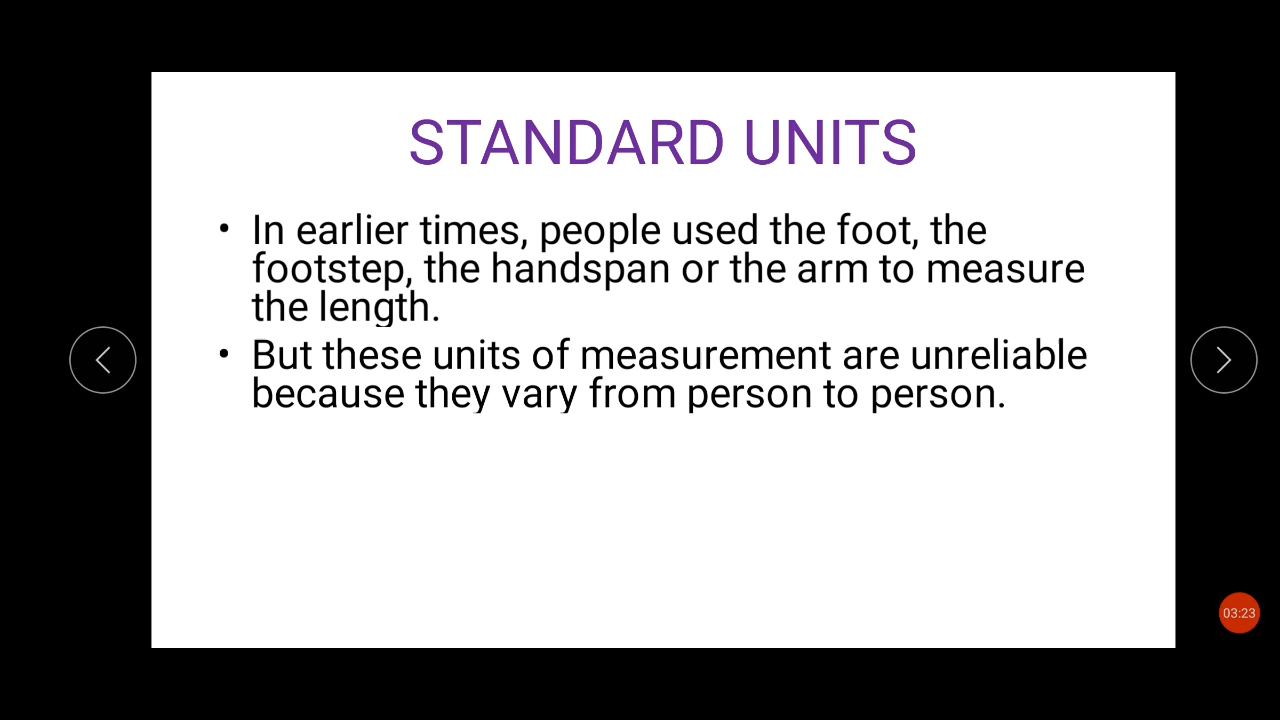 STANDARD UNITS
• In earlier times, people used the foot, the
footstep, the handspan or the arm to measure
the length.
• But these units of measurement are unreliable
because they vary from person to person.
03:23